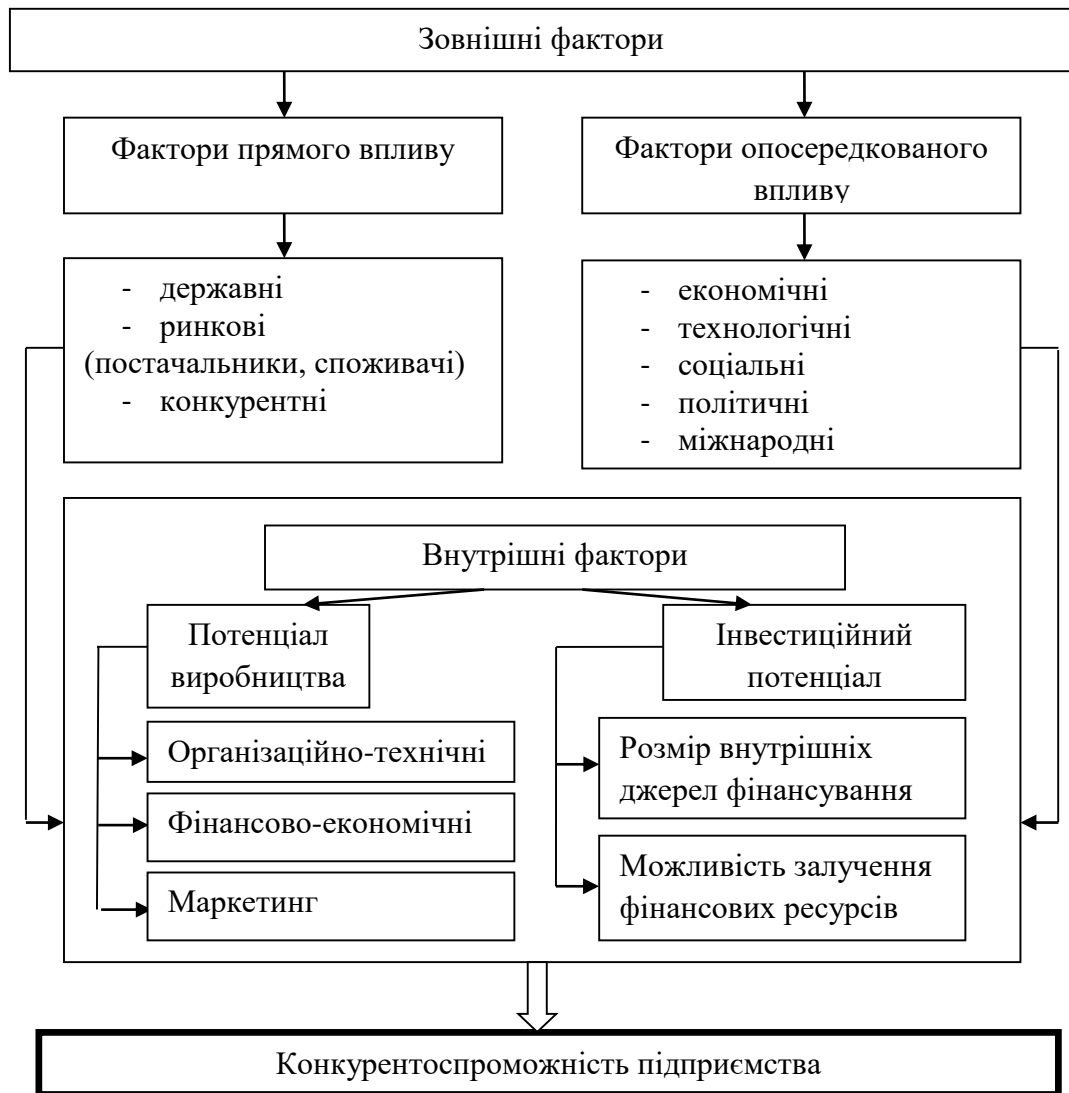 Зовнішні фактори
Фактори прямого впливу
Фактори опосередкованого
впливу
- державні
- ринкові
(постачальники, споживачі)
- конкурентні
- економічні
- технологічні
- соціальні
- політичні
- міжнародні
Внутрішні фактори
Потенціал
виробництва
Організаційно-технічні
Фінансово-економічні
Маркетинг
Інвестиційний
потенціал
Розмір внутрішніх
джерел фінансування
Можливість залучення
фінансових ресурсів
Конкурентоспроможність підприємства